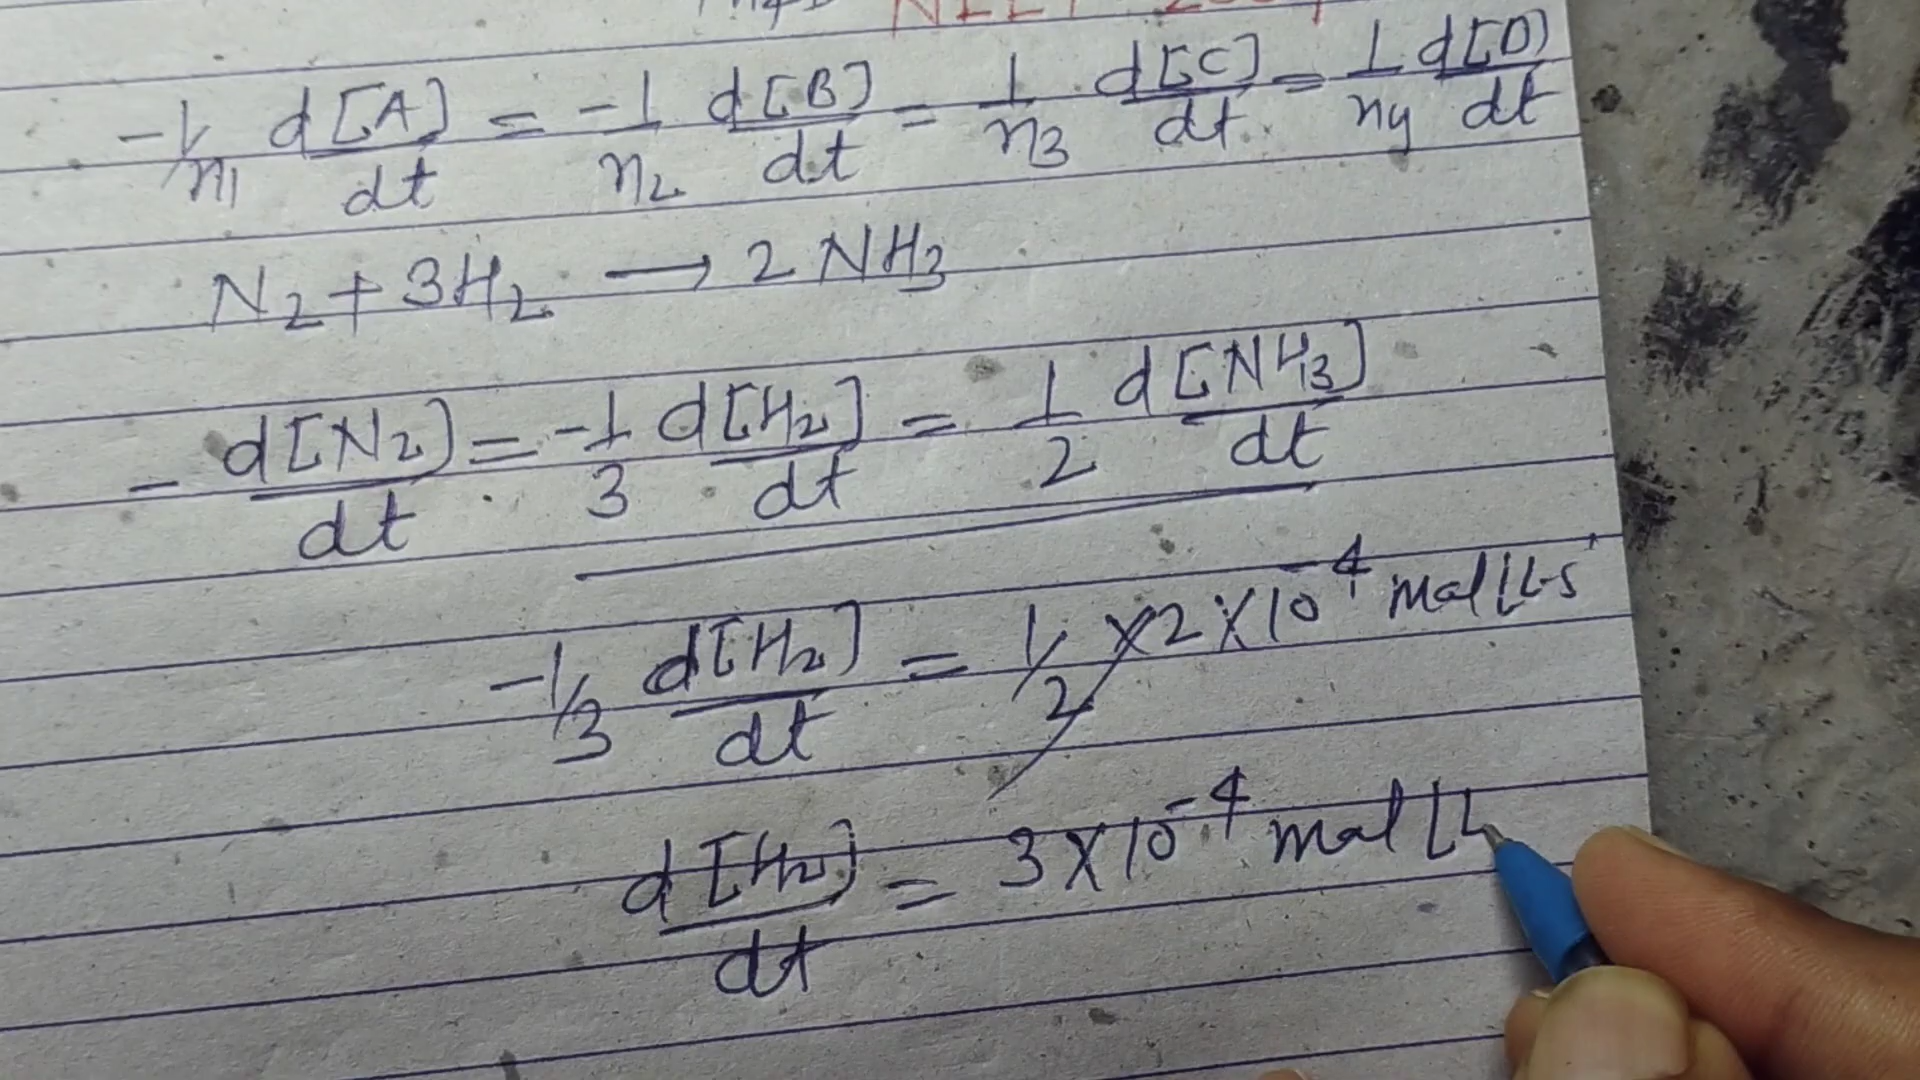 -1/n1 d[A]/dt = -1/n2 d[B]/dt = 1/n3 d[C]/dt = 1/n4 d[D]/dt
N2 + 3H2 ⟶ 2NH3
- d[N2]/dt = -1/3 d[H2]/dt = 1/2 d[NH3]/dt
-1/3 d[H2]/dt = 1/2 × 2 × 10^-4 mol/L-s
d[H2]/dt = 3 × 10^-4 mol/L